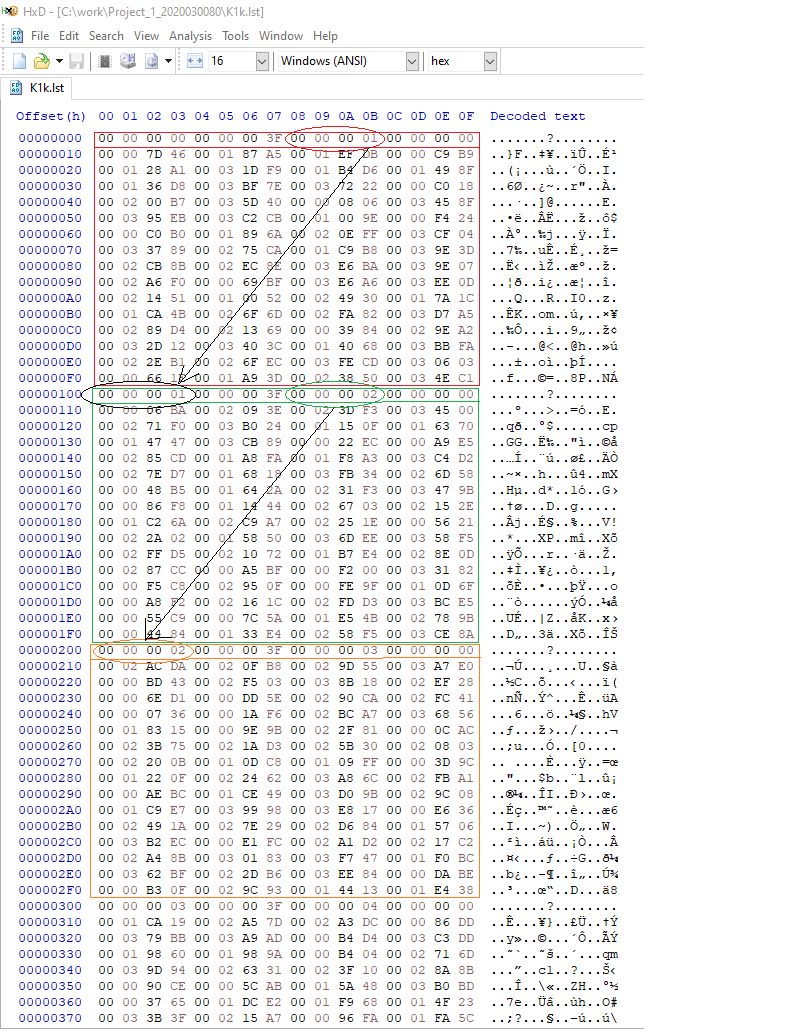 HxD - [C:\work\Project_1_2020030080\K1k.lst]
File Edit Search View Analysis Tools Window Help
16 Windows (ANSI) hex
K1k.lst
Offset(h) 00 01 02 03 04 05 06 07 08 09 0A 0B 0C 0D 0E 0F Decoded text
00000000 00 00 00 00 00 00 00 3F 00 00 00 01 00 00 00 00 .......?........
00000010 00 00 7D 46 00 01 87 A5 00 01 EF DB 00 00 C9 B9 ..}F..‡¥..ïÛ..É¹
00000020 00 01 28 A1 00 03 1D F9 00 01 B4 D6 00 01 49 8F ..(¡...ù..´Ö..I.
00000030 00 01 36 D8 00 03 BF 7E 00 03 72 22 00 00 C0 18 ..6Ø..¿~..r"..À.
00000040 00 02 00 B7 00 03 5D 40 00 00 08 06 00 03 45 8F ...·..]@......E.
00000050 00 03 95 EB 00 03 C2 CB 00 01 00 9E 00 00 F4 24 ..•ë..ÂË...ž..ô$
00000060 00 00 C0 B0 00 01 89 6A 00 02 0E FF 00 03 CF 04 ..À°..‰j...ÿ..Ï.
00000070 00 03 37 89 00 02 75 CA 00 01 C9 B8 00 03 9E 3D ..7‰..uÊ..É¸..ž=
00000080 00 02 CB 8B 00 02 EC 8E 00 03 E6 BA 00 03 9E 07 ..Ë‹..ìŽ..æº..ž.
00000090 00 02 A6 F0 00 00 69 BF 00 03 E6 A6 00 03 EE 0D ..¦ð..i¿..æ¦..î.
000000A0 00 02 14 51 00 01 00 52 00 02 49 30 00 01 7A 1C ...Q...R..I0..z.
000000B0 00 01 CA 4B 00 02 6F 6D 00 02 FA 82 00 03 D7 A5 ..ÊK..om..ú‚..×¥
000000C0 00 02 89 D4 00 02 13 69 00 00 39 84 00 02 9E A2 ..‰Ô...i..9„..ž¢
000000D0 00 03 2D 12 00 03 40 3C 00 01 40 68 00 03 BB FA ..-...@<..@h..»ú
000000E0 00 02 2E B1 00 02 6F EC 00 03 FE CD 00 00 06 03 ...±..oì..þÍ....
000000F0 00 00 66 00 01 A9 3D 00 02 38 50 00 03 4E C1 ..f...©=..8P..NÁ
00000100 00 00 00 01 00 00 00 3F 00 00 00 02 00 00 00 00 .......?........
00000110 00 00 06 BA 00 02 09 3E 00 02 3D F3 00 03 45 00 ...º...>..=ó..E.
00000120 00 02 71 F0 00 03 B0 24 00 01 15 0F 00 01 63 70 ..qð..°$......cp
00000130 00 01 47 47 00 03 CB 89 00 00 22 EC 00 00 A9 E5 ..GG..Ë‰.."ì..©å
00000140 00 02 85 CD 00 01 A8 FA 00 01 F8 A3 00 03 C4 D2 ..…Í..¨ú..ø£..ÄÒ
00000150 00 02 7E D7 00 01 68 18 00 03 FB 34 00 02 6D 58 ..~×..h...û4..mX
00000160 00 00 48 B5 00 01 64 2A 00 02 31 F3 00 03 47 9B ..Hµ..d*..1ó..G›
00000170 00 01 86 F8 00 01 14 44 00 02 67 03 00 02 15 2E ..†ø...D..g.....
00000180 00 01 C2 6A 00 02 C9 A7 00 02 25 1E 00 00 56 21 ..Âj..É§..%...V!
00000190 00 02 2A 02 00 01 58 50 00 03 6D EE 00 03 58 F5 ..*...XP..mî..Xõ
000001A0 00 02 FF D5 00 02 10 72 00 01 B7 E4 00 02 8E 0D ..ÿÕ...r..·ä..Ž.
000001B0 00 02 87 CC 00 00 A5 BF 00 00 F2 00 00 03 31 82 ..‡Ì..¥¿..ò...1‚
000001C0 00 01 F5 C8 00 02 95 0F 00 00 FE 9F 00 01 0D 6F ..õÈ..•...þŸ...o
000001D0 00 01 A8 F2 00 02 16 1C 00 02 FD D3 00 03 BC E5 ..¨ò......ýÓ..¼å
000001E0 00 00 55 C9 00 00 7C 5A 00 01 E5 4B 00 02 78 9B ..UÉ..|Z..åK..x›
000001F0 00 00 44 84 00 01 33 E4 00 02 58 F5 00 03 CE 8A ..D„..3ä..Xõ..ÎŠ
00000200 00 00 00 02 00 00 00 3F 00 00 00 03 00 00 00 00 .......?........
00000210 00 02 AC DA 00 02 0F B8 00 02 9D 55 00 03 A7 E0 ..¬Ú...¸...U..§à
00000220 00 00 BD 43 00 02 F5 03 00 03 8B 18 00 02 EF 28 ..½C..õ...‹...ï(
00000230 00 00 6E D1 00 00 DD 5E 00 02 90 CA 00 02 FC 41 ..nÑ..Ý^...Ê..üA
00000240 00 00 07 36 00 00 1A F6 00 02 BC A7 00 03 68 56 ...6...ö..¼§..hV
00000250 00 01 83 15 00 00 9E 9B 00 02 2F 81 00 00 0C AC ..ƒ...ž›../....¬
00000260 00 02 3B 75 00 02 1A D3 00 02 5B 30 00 02 08 03 ..;u...Ó..[0....
00000270 00 02 20 0B 00 01 0D C8 00 01 09 FF 00 00 3D 9C .. ....È...ÿ..=œ
00000280 00 01 22 0F 00 02 24 62 00 03 A8 6C 00 02 FB A1 .."...$b..¨l..û¡
00000290 00 00 AE BC 00 01 CE 49 00 03 D0 9B 00 02 9C 08 ..®¼..ÎI..Ð›..œ.
000002A0 00 01 C9 E7 00 03 99 98 00 03 E8 17 00 00 E6 36 ..Éç..™˜..è...æ6
000002B0 00 02 49 1A 00 02 7E 29 00 02 D6 84 00 01 57 06 ..I...~)..Ö„..W.
000002C0 00 03 B2 EC 00 00 E1 FC 00 02 A1 D2 00 02 17 C2 ..²ì..áü..¡Ò...Â
000002D0 00 02 A4 8B 00 03 01 83 00 03 F7 47 00 01 F0 BC ..¤‹...ƒ..÷G..ð¼
000002E0 00 03 62 BF 00 02 2D B6 00 03 EE 84 00 00 DA BE ..b¿..-¶..î„..Ú¾
000002F0 00 00 B3 0F 00 02 9C 93 00 01 44 13 00 01 E4 38 ..³...œ“..D...ä8
00000300 00 00 00 03 00 00 00 3F 00 00 00 04 00 00 00 00 .......?........
00000310 00 01 CA 19 00 02 A5 7D 00 02 A3 DC 00 00 86 DD ..Ê...¥}..£Ü..†Ý
00000320 00 03 79 BB 00 03 A9 AD 00 00 B4 D4 00 03 C3 DD ..y»..©...´Ô..ÃÝ
00000330 00 01 98 60 00 01 98 9A 00 00 B4 04 00 02 71 6D ..˜`..˜š..´...qm
00000340 00 03 9D 94 00 02 63 31 00 02 3F 10 00 02 8A 8B ...”..c1..?...Š‹
00000350 00 00 90 CE 00 00 5C AB 00 01 5A 48 00 03 B0 BD ...Î..\«..ZH..°½
00000360 00 00 37 65 00 01 DC E2 00 01 F9 68 00 01 4F 23 ..7e..Üâ..ùh..O#
00000370 00 03 3B 3F 00 02 15 A7 00 00 96 FA 00 01 FA 5C ..;?...§..–ú..ú\